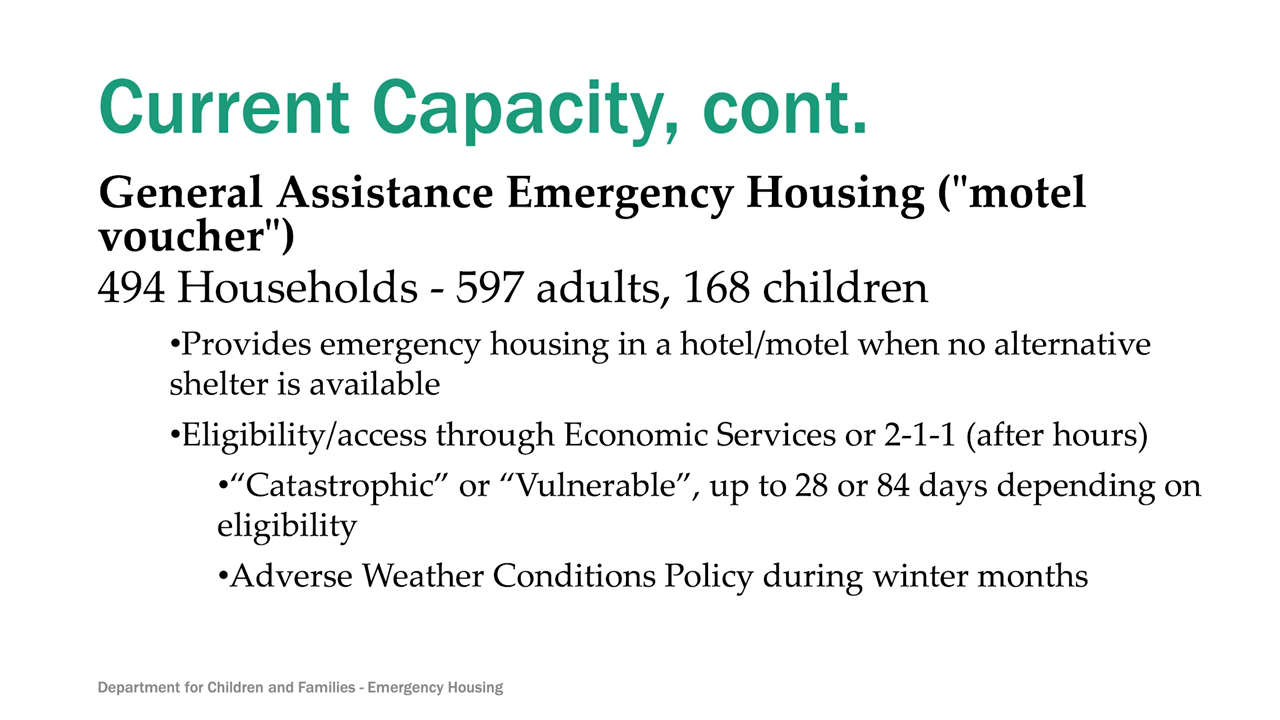 Current Capacity, cont.
General Assistance Emergency Housing ("motel
voucher")
494 Households - 597 adults, 168 children
•Provides emergency housing in a hotel/motel when no alternative
shelter is available
•Eligibility/access through Economic Services or 2-1-1 (after hours)
•“Catastrophic” or “Vulnerable”, up to 28 or 84 days depending on
eligibility
•Adverse Weather Conditions Policy during winter months
Department for Children and Families - Emergency Housing